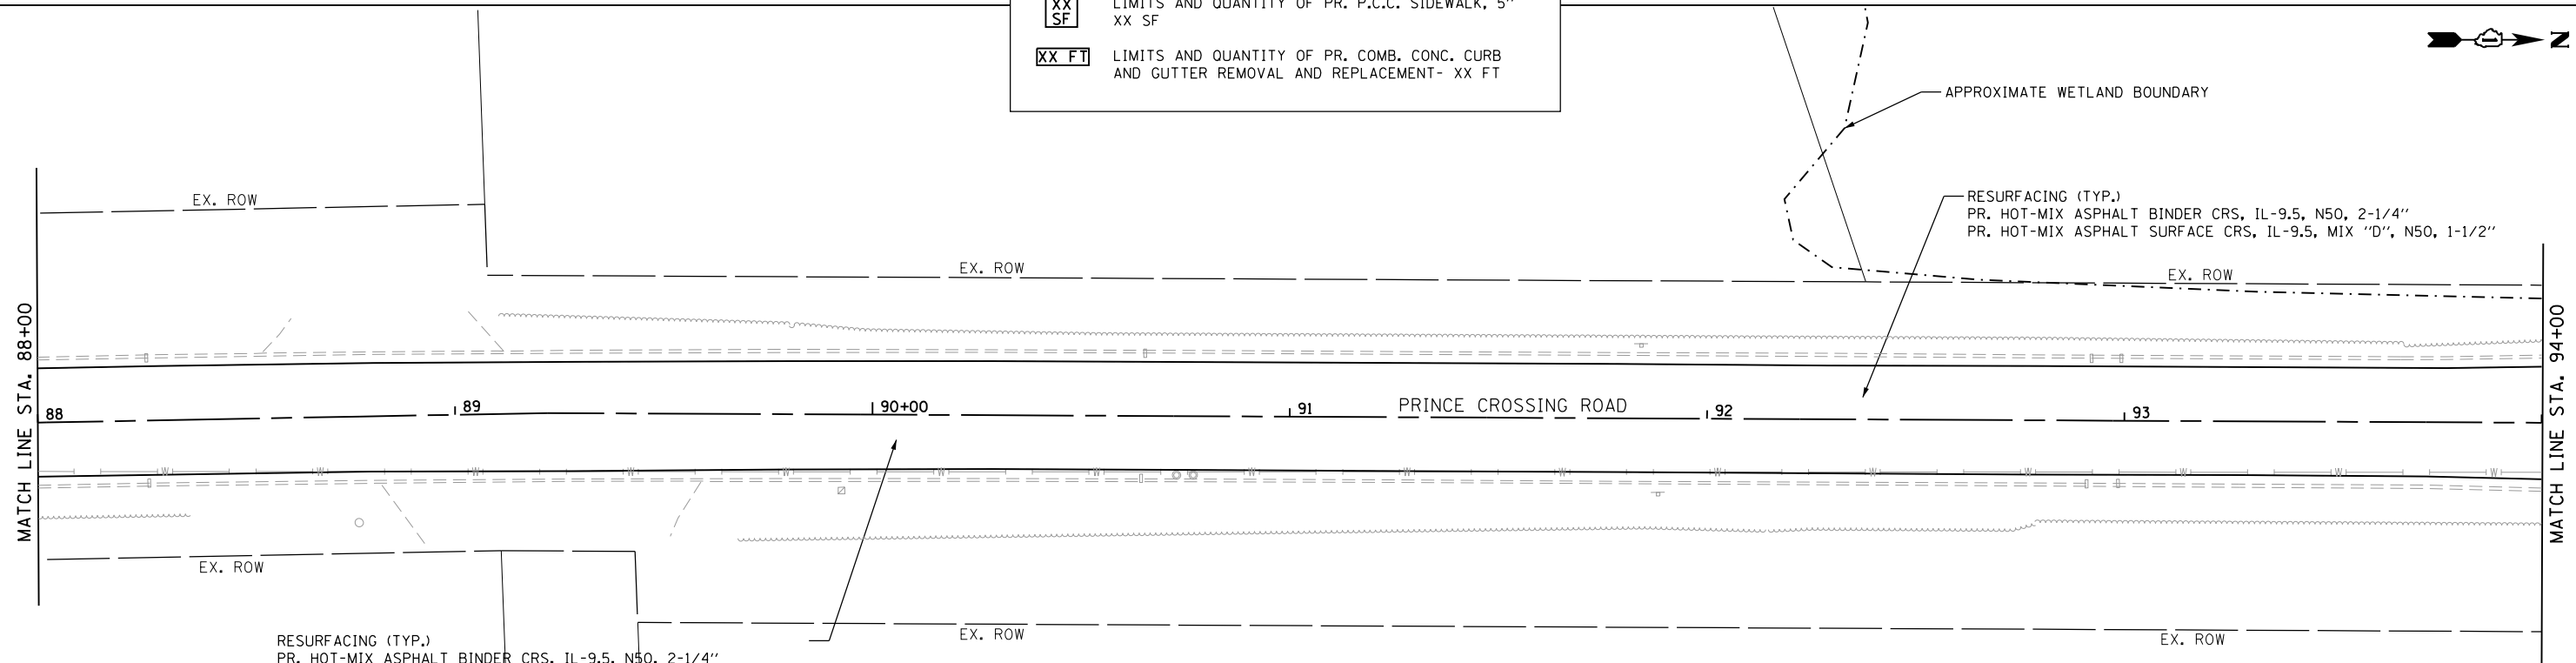 XX
SF
LIMITS AND QUANTITY OF PR. P.C.C. SIDEWALK, 5''
XX SF
XX FT
LIMITS AND QUANTITY OF PR. COMB. CONC. CURB
AND GUTTER REMOVAL AND REPLACEMENT- XX FT
N
APPROXIMATE WETLAND BOUNDARY
RESURFACING (TYP.)
PR. HOT-MIX ASPHALT BINDER CRS, IL-9.5, N50, 2-1/4''
PR. HOT-MIX ASPHALT SURFACE CRS, IL-9.5, MIX ''D'', N50, 1-1/2''
EX. ROW
EX. ROW
EX. ROW
MATCH LINE STA. 88+00
MATCH LINE STA. 94+00
88
89
90+00
91
PRINCE CROSSING ROAD
92
93
W W W W W W W W W W W W W W W W
EX. ROW
EX. ROW
EX. ROW
RESURFACING (TYP.)
PR. HOT-MIX ASPHALT BINDER CRS, IL-9.5, N50, 2-1/4''